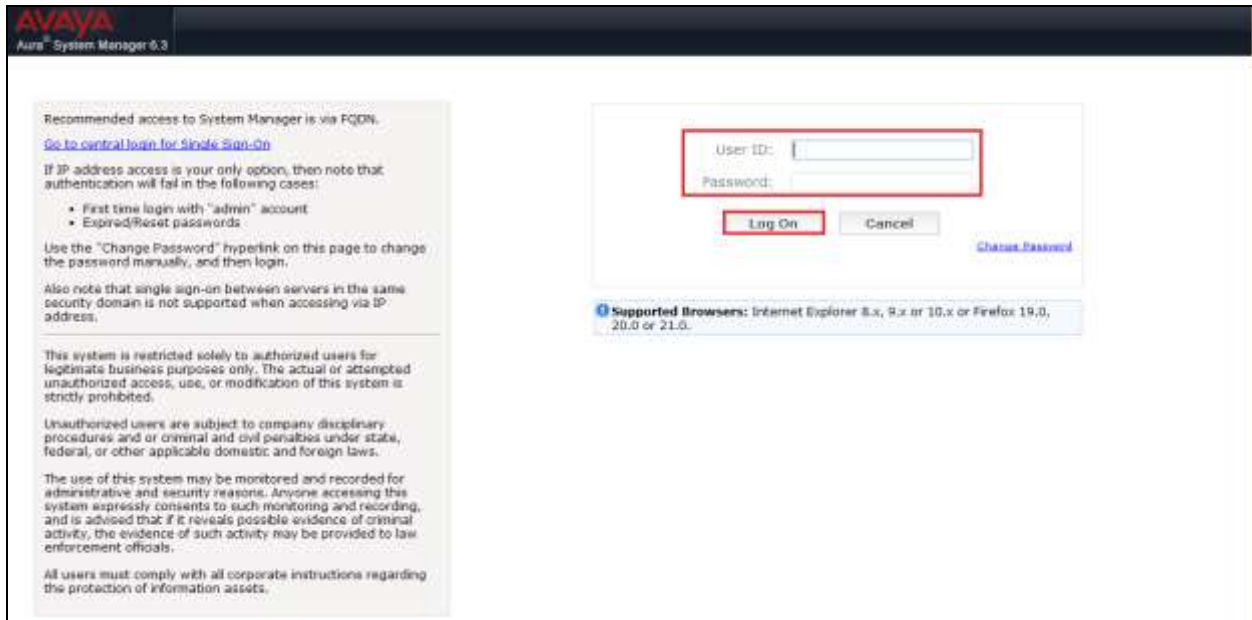 AVAYA
Aura® System Manager 6.3
Recommended access to System Manager is via FQDN.
Go to central login for Single Sign-On
If IP address access is your only option, then note that
authentication will fail in the following cases:
• First time login with "admin" account
• Expired/Reset passwords
Use the "Change Password" hyperlink on this page to change
the password manually, and then login.
Also note that single sign-on between servers in the same
security domain is not supported when accessing via IP
address.
This system is restricted solely to authorized users for
legitimate business purposes only. The actual or attempted
unauthorized access, use, or modification of this system is
strictly prohibited.
Unauthorized users are subject to company disciplinary
procedures and or criminal and civil penalties under state,
federal, or other applicable domestic and foreign laws.
The use of this system may be monitored and recorded for
administrative and security reasons. Anyone accessing this
system expressly consents to such monitoring and recording,
and is advised that if it reveals possible evidence of criminal
activity, the evidence of such activity may be provided to law
enforcement officials.
All users must comply with all corporate instructions regarding
the protection of information assets.
User ID:
Password:
Log On
Cancel
Change Password
Supported Browsers: Internet Explorer 8.x, 9.x or 10.x or Firefox 19.0,
20.0 or 21.0.